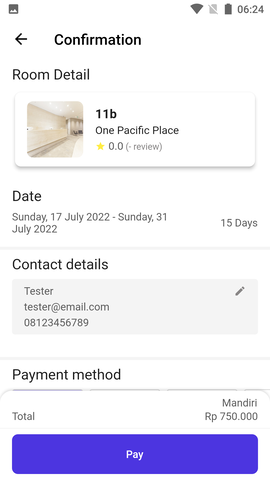 06:24
Confirmation
Room Detail
11b
One Pacific Place
0.0 (- review)
Date
Sunday, 17 July 2022 - Sunday, 31
July 2022
15 Days
Contact details
Tester
tester@email.com
08123456789
Payment method
Mandiri
Total
Rp 750.000
Pay